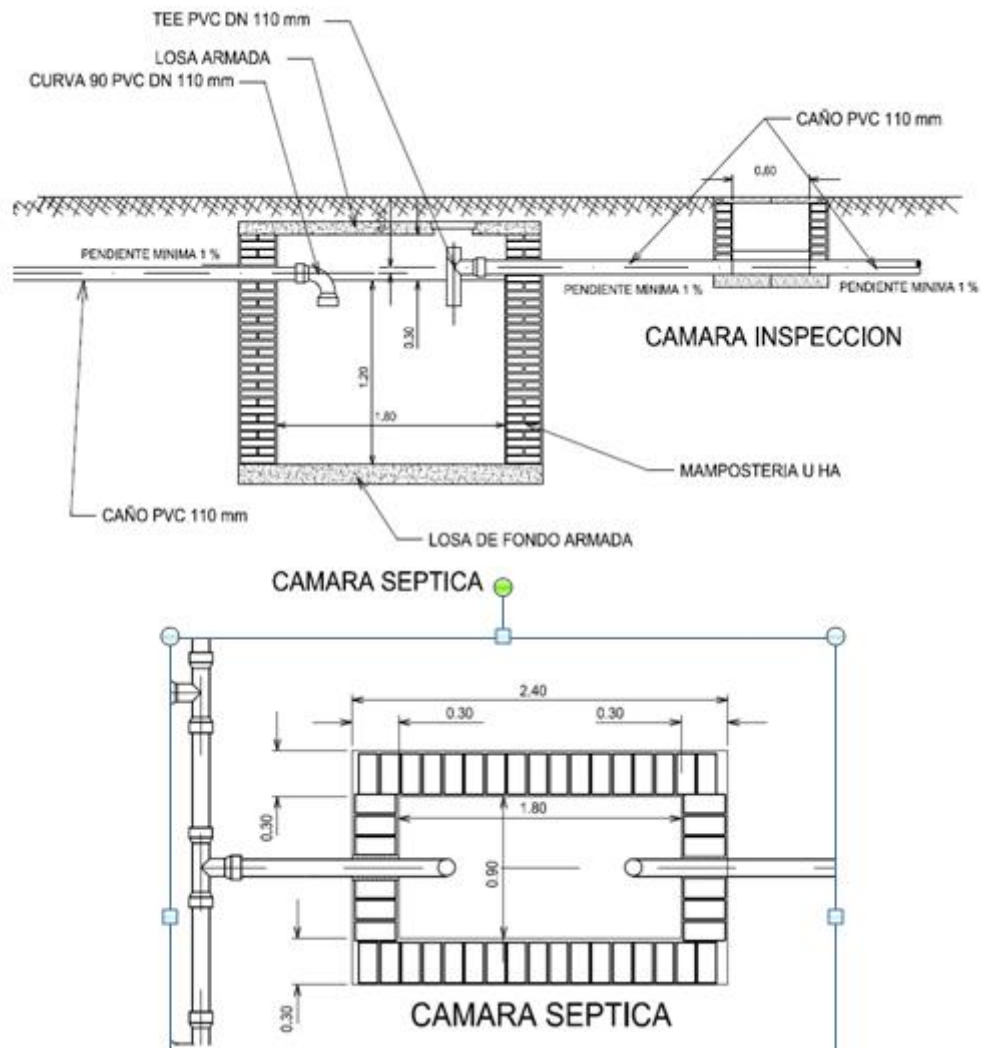 TEE PVC DN 110 mm
LOSA ARMADA
CURVA 90 PVC DN 110 mm
CAÑO PVC 110 mm
0.60
PENDIENTE MINIMA 1 %
PENDIENTE MINIMA 1 %
PENDIENTE MINIMA 1 %
CAMARA INSPECCION
0.30
1.20
1.80
MAMPOSTERIA U HA
CAÑO PVC 110 mm
LOSA DE FONDO ARMADA
CAMARA SEPTICA
2.40
0.30
0.30
1.80
0.30
0.90
0.30
CAMARA SEPTICA